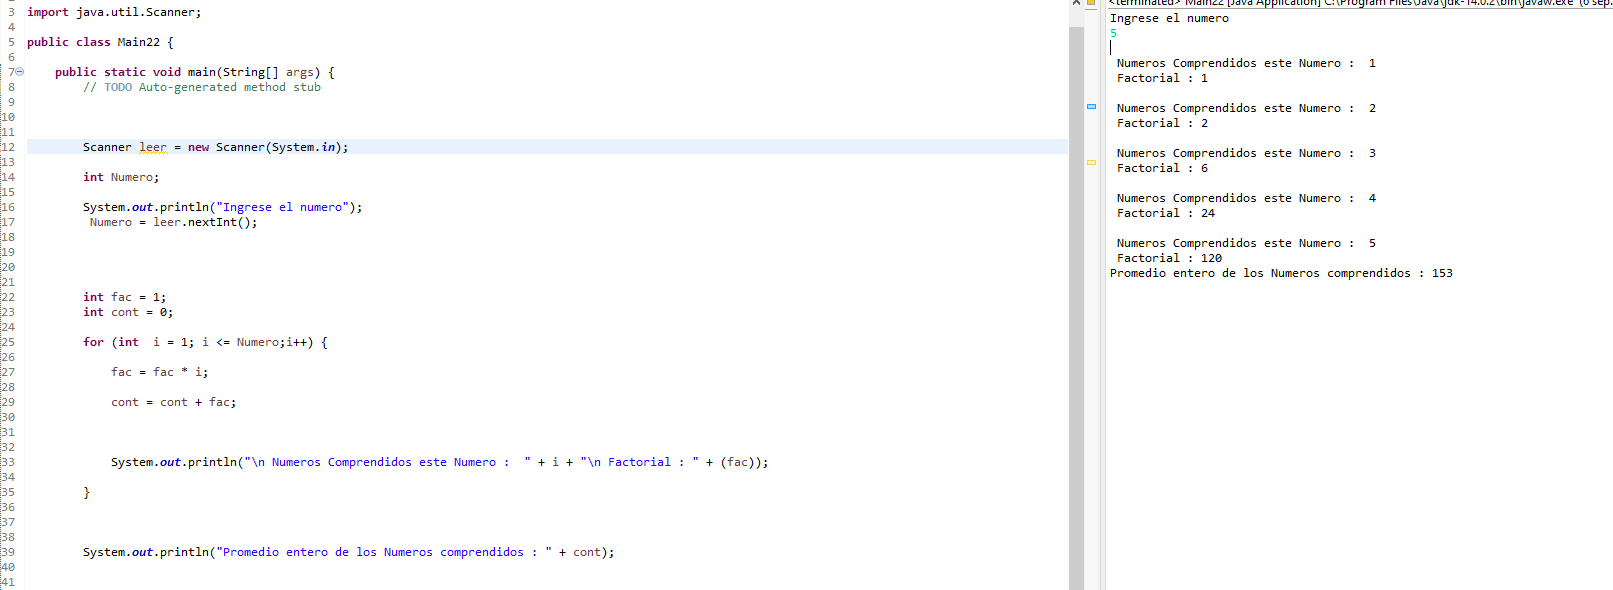 3 import java.util.Scanner;
4
5 public class Main22 {
6
7 public static void main(String[] args) {
8 // TODO Auto-generated method stub
9
10
11
12 Scanner leer = new Scanner(System.in);
13
14 int Numero;
15
16 System.out.println("Ingrese el numero");
17 Numero = leer.nextInt();
18
19
20
21
22 int fac = 1;
23 int cont = 0;
24
25 for (int  i = 1; i <= Numero;i++) {
26
27 fac = fac * i;
28
29 cont = cont + fac;
30
31
32
33 System.out.println("\n Numeros Comprendidos este Numero :  " + i + "\n Factorial : " + (fac));
34
35 }
36
37
38
39 System.out.println("Promedio entero de los Numeros comprendidos : " + cont);
40
41
<terminated> Main22 [Java Application] C:\Program Files\Java\jdk-14.0.2\bin\javaw.exe (6 sep.
Ingrese el numero
5
Numeros Comprendidos este Numero :  1
Factorial : 1
Numeros Comprendidos este Numero :  2
Factorial : 2
Numeros Comprendidos este Numero :  3
Factorial : 6
Numeros Comprendidos este Numero :  4
Factorial : 24
Numeros Comprendidos este Numero :  5
Factorial : 120
Promedio entero de los Numeros comprendidos : 153